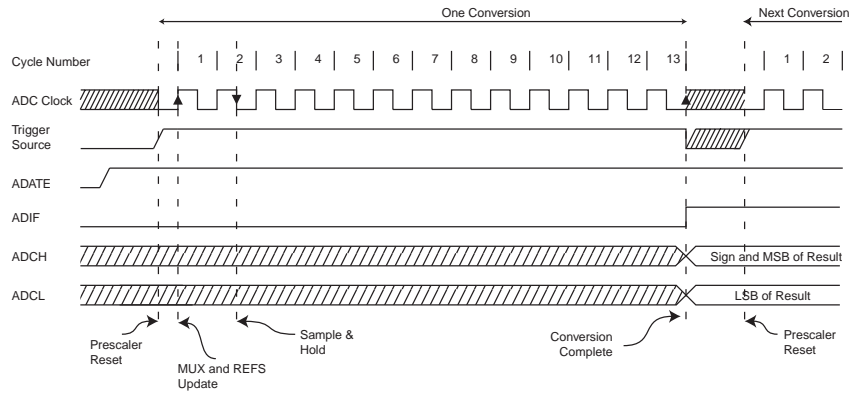 One Conversion
Next Conversion
Cycle Number
1 2 3 4 5 6 7 8 9 10 11 12 13 1 2
ADC Clock
Trigger
Source
ADATE
ADIF
ADCH
Sign and MSB of Result
ADCL
LSB of Result
Prescaler
Reset
MUX and REFS
Update
Sample &
Hold
Conversion
Complete
Prescaler
Reset